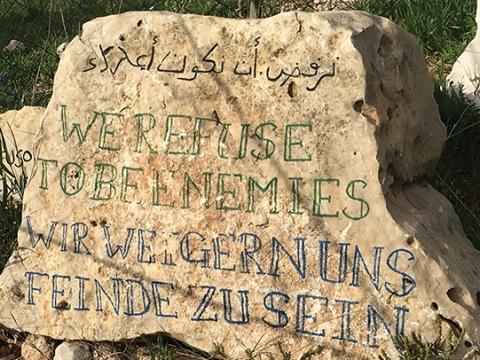 نرفض أن نكون أعداء
WE REFUSE
TO BE ENEMIES
WIR WEIGERN UNS
FEINDE ZU SEIN